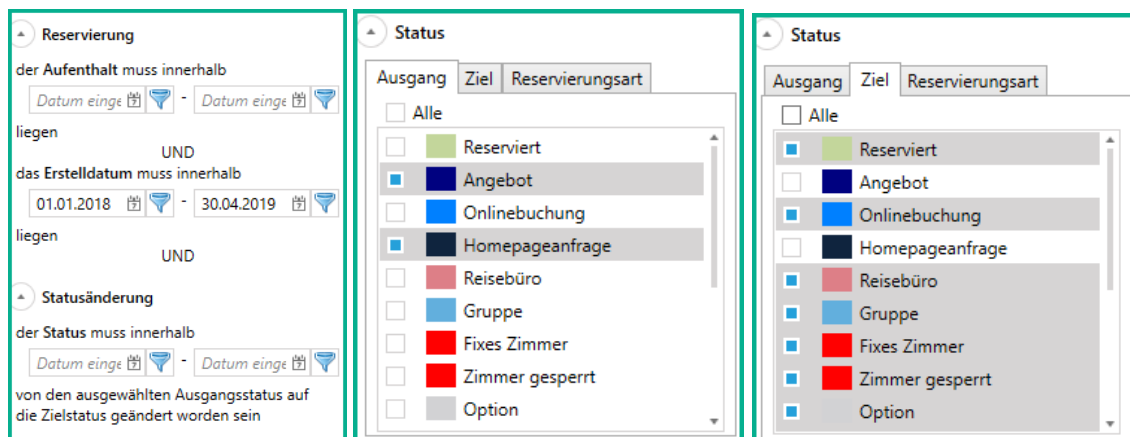 Reservierung
der Aufenthalt muss innerhalb
Datum einge - Datum einge
liegen
UND
das Erstelldatum muss innerhalb
01.01.2018 - 30.04.2019
liegen
UND
Statusänderung
der Status muss innerhalb
Datum einge - Datum einge
von den ausgewählten Ausgangsstatus auf
die Zielstatus geändert worden sein
Status
Ausgang Ziel Reservierungsart
Alle
Reserviert
Angebot
Onlinebuchung
Homepageanfrage
Reisebüro
Gruppe
Fixes Zimmer
Zimmer gesperrt
Option
Status
Ausgang Ziel Reservierungsart
Alle
Reserviert
Angebot
Onlinebuchung
Homepageanfrage
Reisebüro
Gruppe
Fixes Zimmer
Zimmer gesperrt
Option